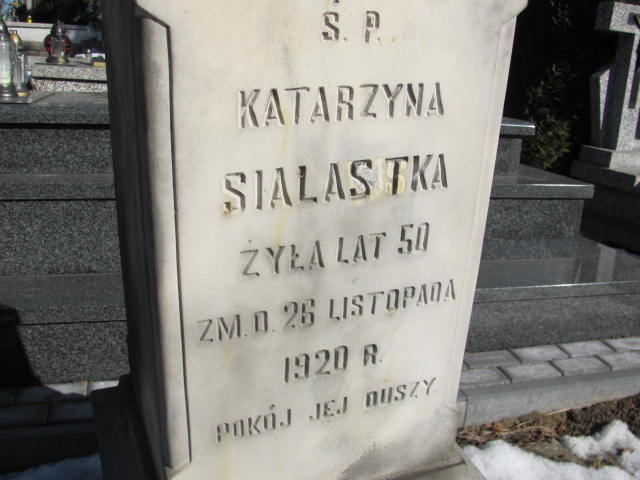 Ś. P.
KATARZYNA
SIALASTKA
ŻYŁA LAT 50
ZM. D. 26 LISTOPADA
1920 R.
POKÓJ JEJ DUSZY.